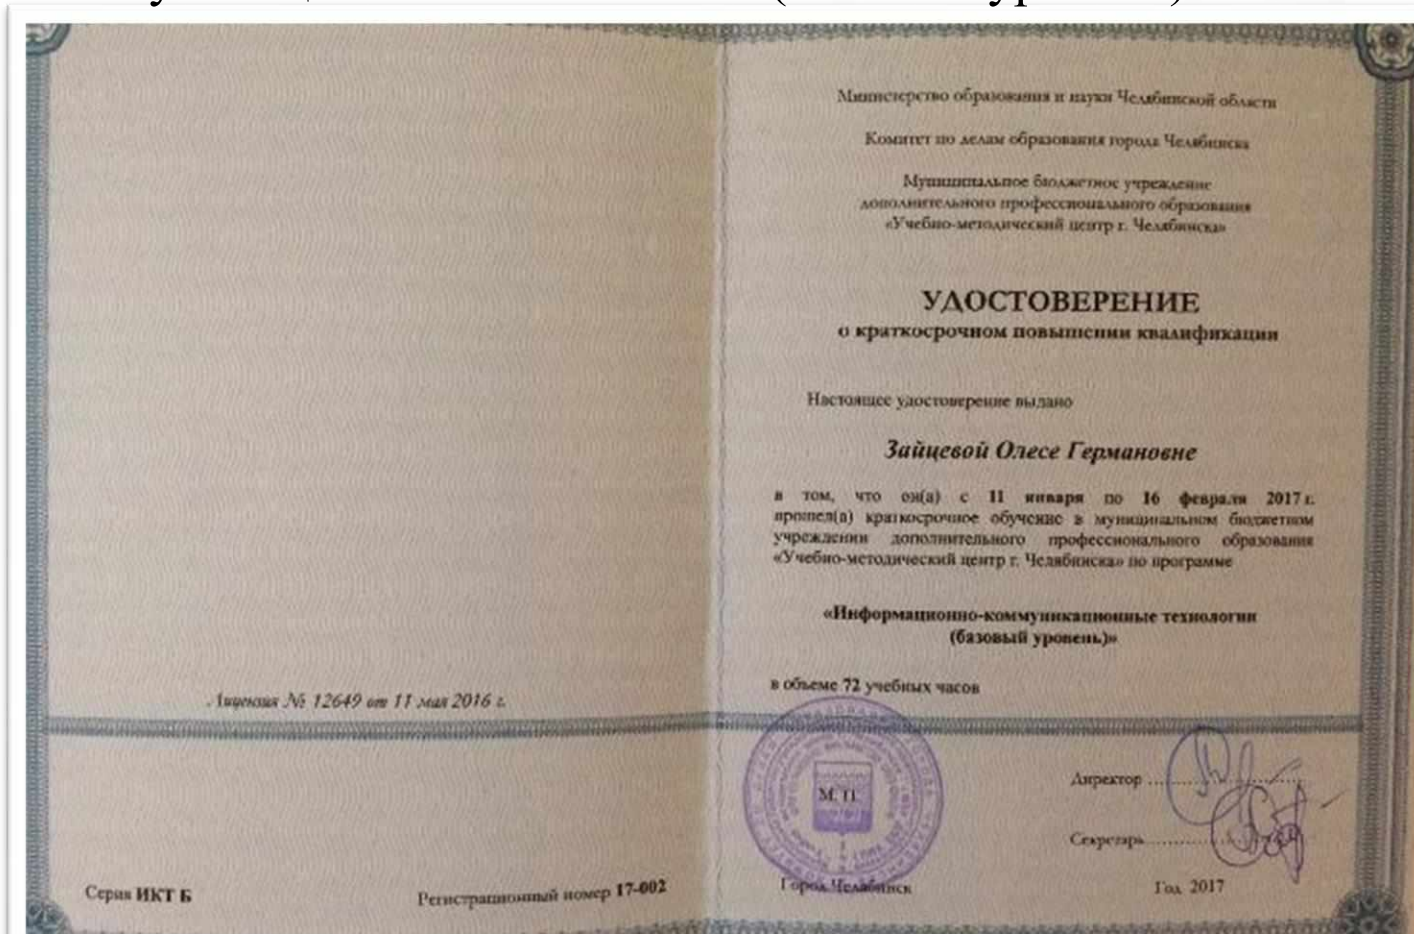 Лицензия № 12649 от 11 мая 2016 г.
Серия ИКТ Б
Регистрационный номер 17-002
Министерство образования и науки Челябинской области
Комитет по делам образования города Челябинска
Муниципальное бюджетное учреждение
дополнительного профессионального образования
«Учебно-методический центр г. Челябинска»
УДОСТОВЕРЕНИЕ
о краткосрочном повышении квалификации
Настоящее удостоверение выдано
Зайцевой Олесе Германовне
в том, что он(а) с 11 января по 16 февраля 2017 г.
прошел(а) краткосрочное обучение в муниципальном бюджетном
учреждении дополнительного профессионального образования
«Учебно-методический центр г. Челябинска» по программе
«Информационно-коммуникационные технологии
(базовый уровень)»
в объеме 72 учебных часов
М. П.
Директор
Секретарь
Город Челябинск
Год 2017